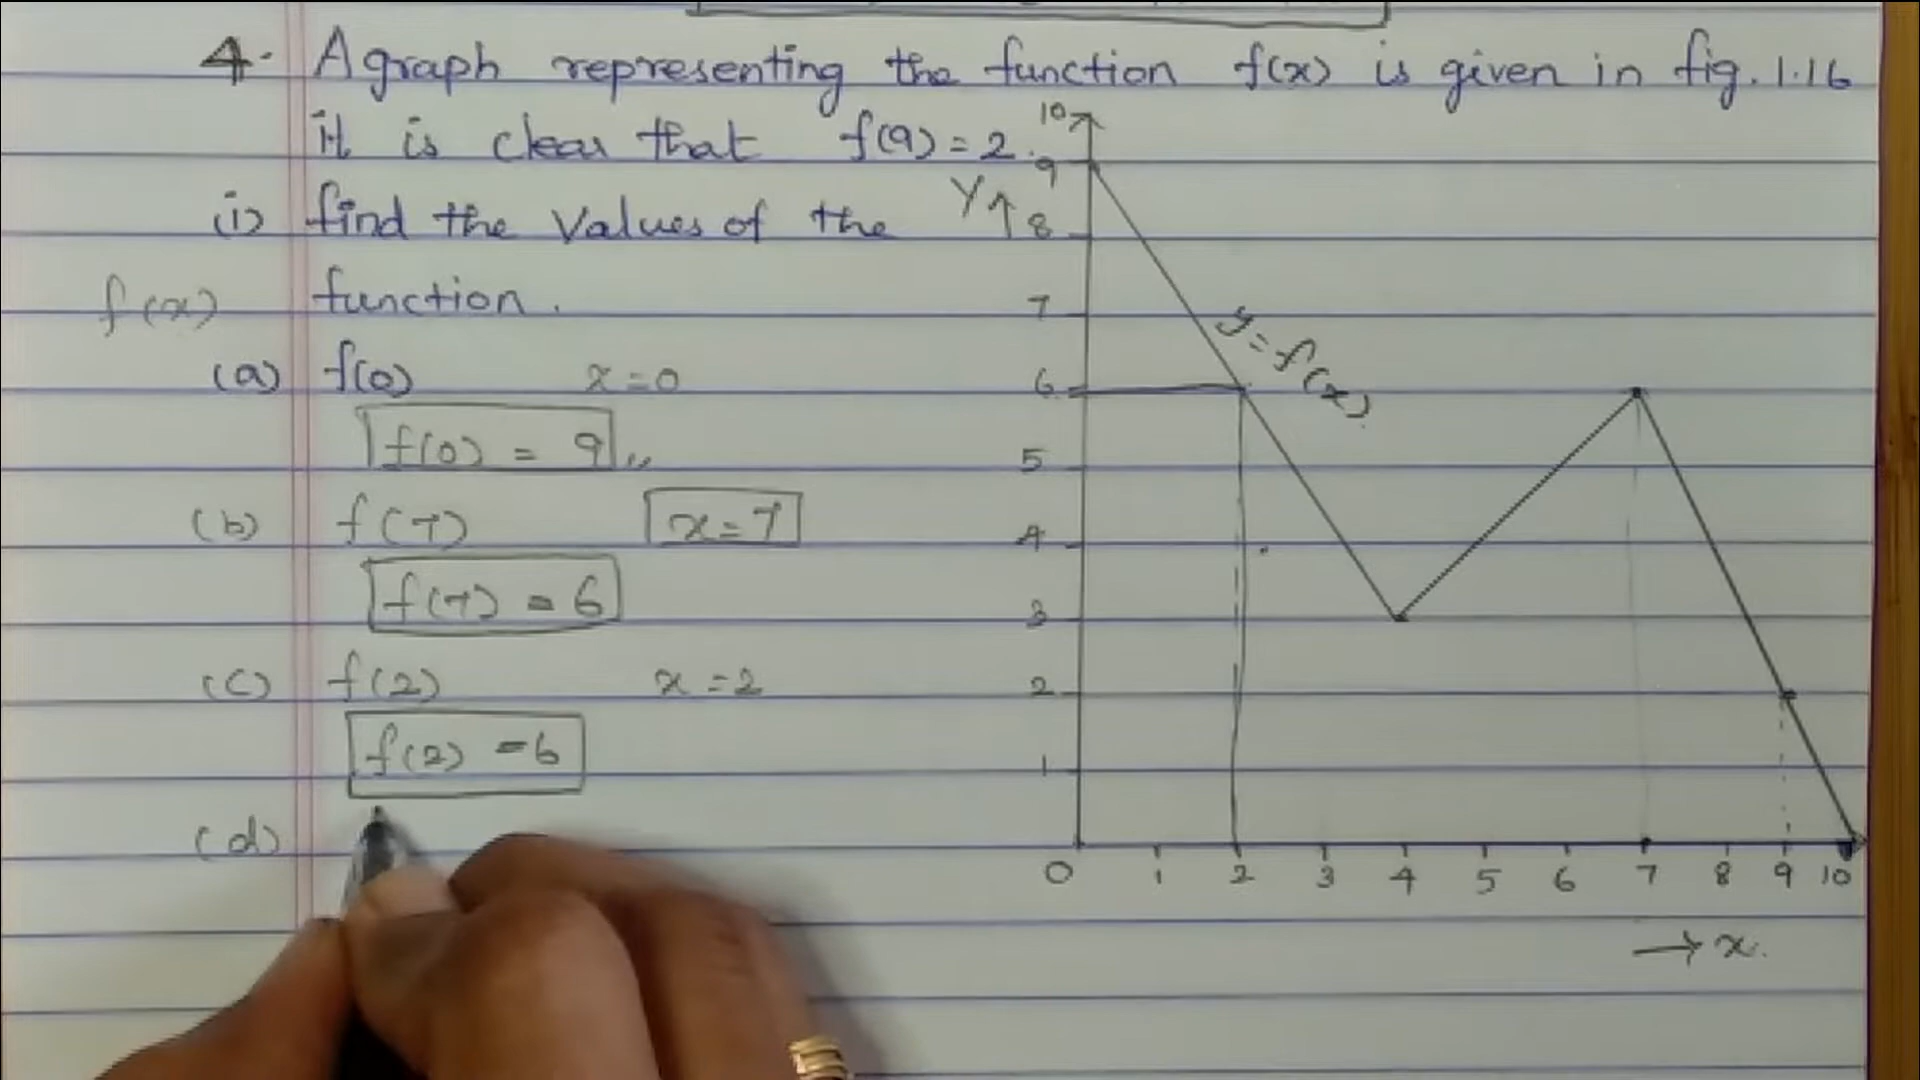 4. A graph representing the function f(x) is given in fig. 1.16
it is clear that f(9) = 2.
(i) find the Values of the
function.
f(x)
(a) f(0) x = 0
f(0) = 9
(b) f(7) x = 7
f(7) = 6
(c) f(2) x = 2
f(2) = 6
(d)
10
9
Y ↑ 8
7
6
5
4
3
2
1
y = f(x).
0 1 2 3 4 5 6 7 8 9 10
→ x.